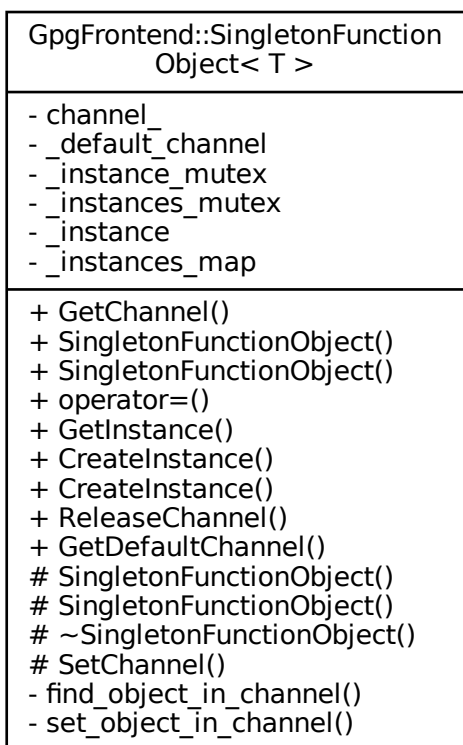 GpgFrontend::SingletonFunction
Object< T >
- channel_
- _default_channel
- _instance_mutex
- _instances_mutex
- _instance
- _instances_map
+ GetChannel()
+ SingletonFunctionObject()
+ SingletonFunctionObject()
+ operator=()
+ GetInstance()
+ CreateInstance()
+ CreateInstance()
+ ReleaseChannel()
+ GetDefaultChannel()
# SingletonFunctionObject()
# SingletonFunctionObject()
# ~SingletonFunctionObject()
# SetChannel()
- find_object_in_channel()
- set_object_in_channel()